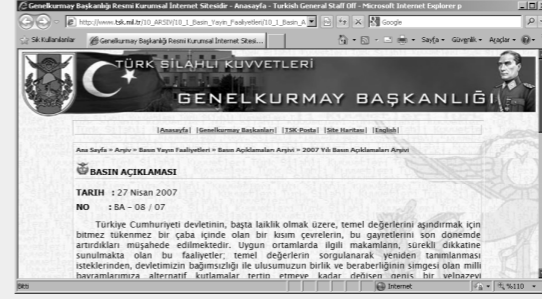 Genelkurmay Başkanlığı Resmi Kurumsal Internet Sitesidir - Anasayfa - Turkish General Staff Off - Microsoft Internet Explorer p
http://www.tsk.mil.tr/10_ARSIV/10_1_Basin_Yayin_Faaliyetleri/10_1_Basin_A
Google
Sık Kullanılanlar
Genelkurmay Başkanlığı Resmi Kurumsal Internet Sitesi...
Sayfa
Güvenlik
Araçlar
TÜRK SİLAHLI KUVVETLERİ
GENELKURMAY BAŞKANLIĞI
|Anasayfa| |Genelkurmay Başkanları| |TSK-Posta| |Site Haritası| |English|
Ana Sayfa » Arşiv » Basın Yayın Faaliyetleri » Basın Açıklamaları Arşivi » 2007 Yılı Basın Açıklamaları Arşivi
BASIN AÇIKLAMASI
TARIH : 27 Nisan 2007
NO : BA - 08 / 07
Türkiye Cumhuriyeti devletinin, başta laiklik olmak üzere, temel değerlerini aşındırmak için
bitmez tükenmez bir çaba içinde olan bir kısım çevrelerin, bu gayretlerini son dönemde
artırdıkları müşahede edilmektedir. Uygun ortamlarda ilgili makamların, sürekli dikkatine
sunulmakta olan bu faaliyetler; temel değerlerin sorgulanarak yeniden tanımlanması
isteklerinden, devletimizin bağımsızlığı ile ulusumuzun birlik ve beraberliğinin simgesi olan milli
bayramlarımıza alternatif kutlamalar tertip etmeye kadar değişen geniş bir yelpazeyi
Bitti
Internet
%110